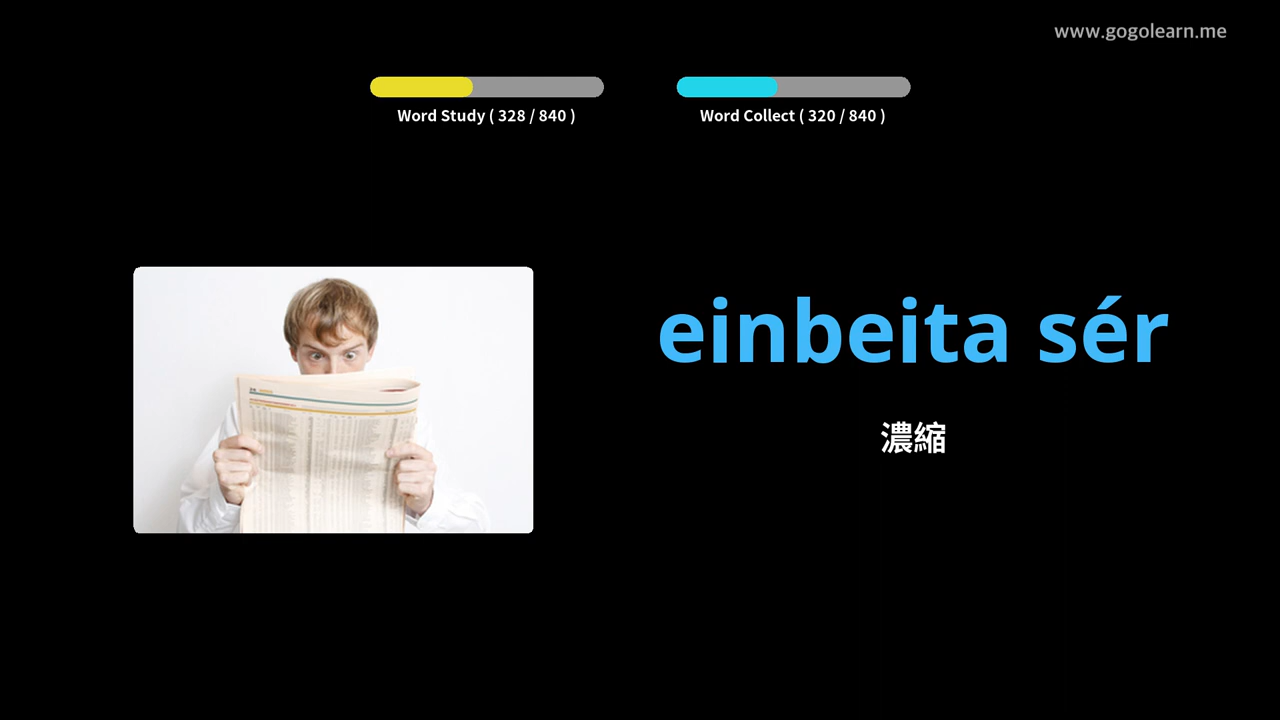 www.gogolearn.me
Word Study ( 328 / 840 )
Word Collect ( 320 / 840 )
einbeita sér
濃縮